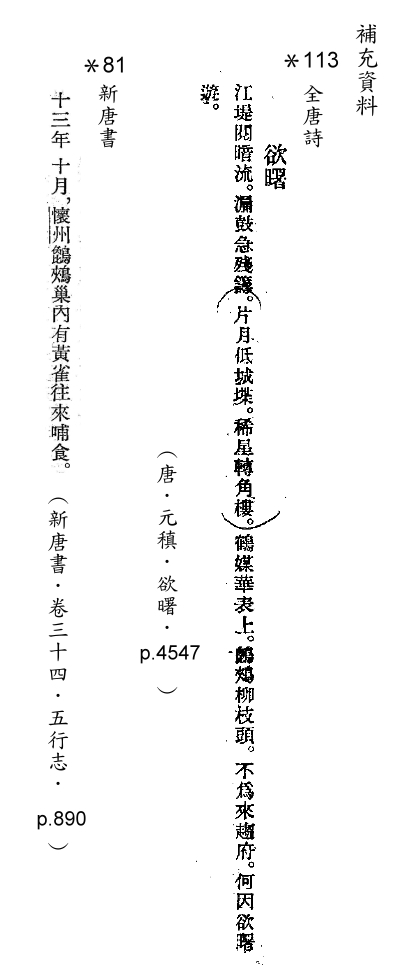 補充資料
＊113 全唐詩
欲曙
江堤閱暗流。漏鼓急殘籌。片月低城堞。稀星轉角樓。鶴媒華表上。鵯鵊柳枝頭。不爲來趨府。何因欲曙
遊。
（唐．元稹．欲曙．p.4547）
＊81 新唐書
十三年 十月，懷州鵯鵊巢內有黃雀往來哺食。（新唐書．卷三十四．五行志．p.890）